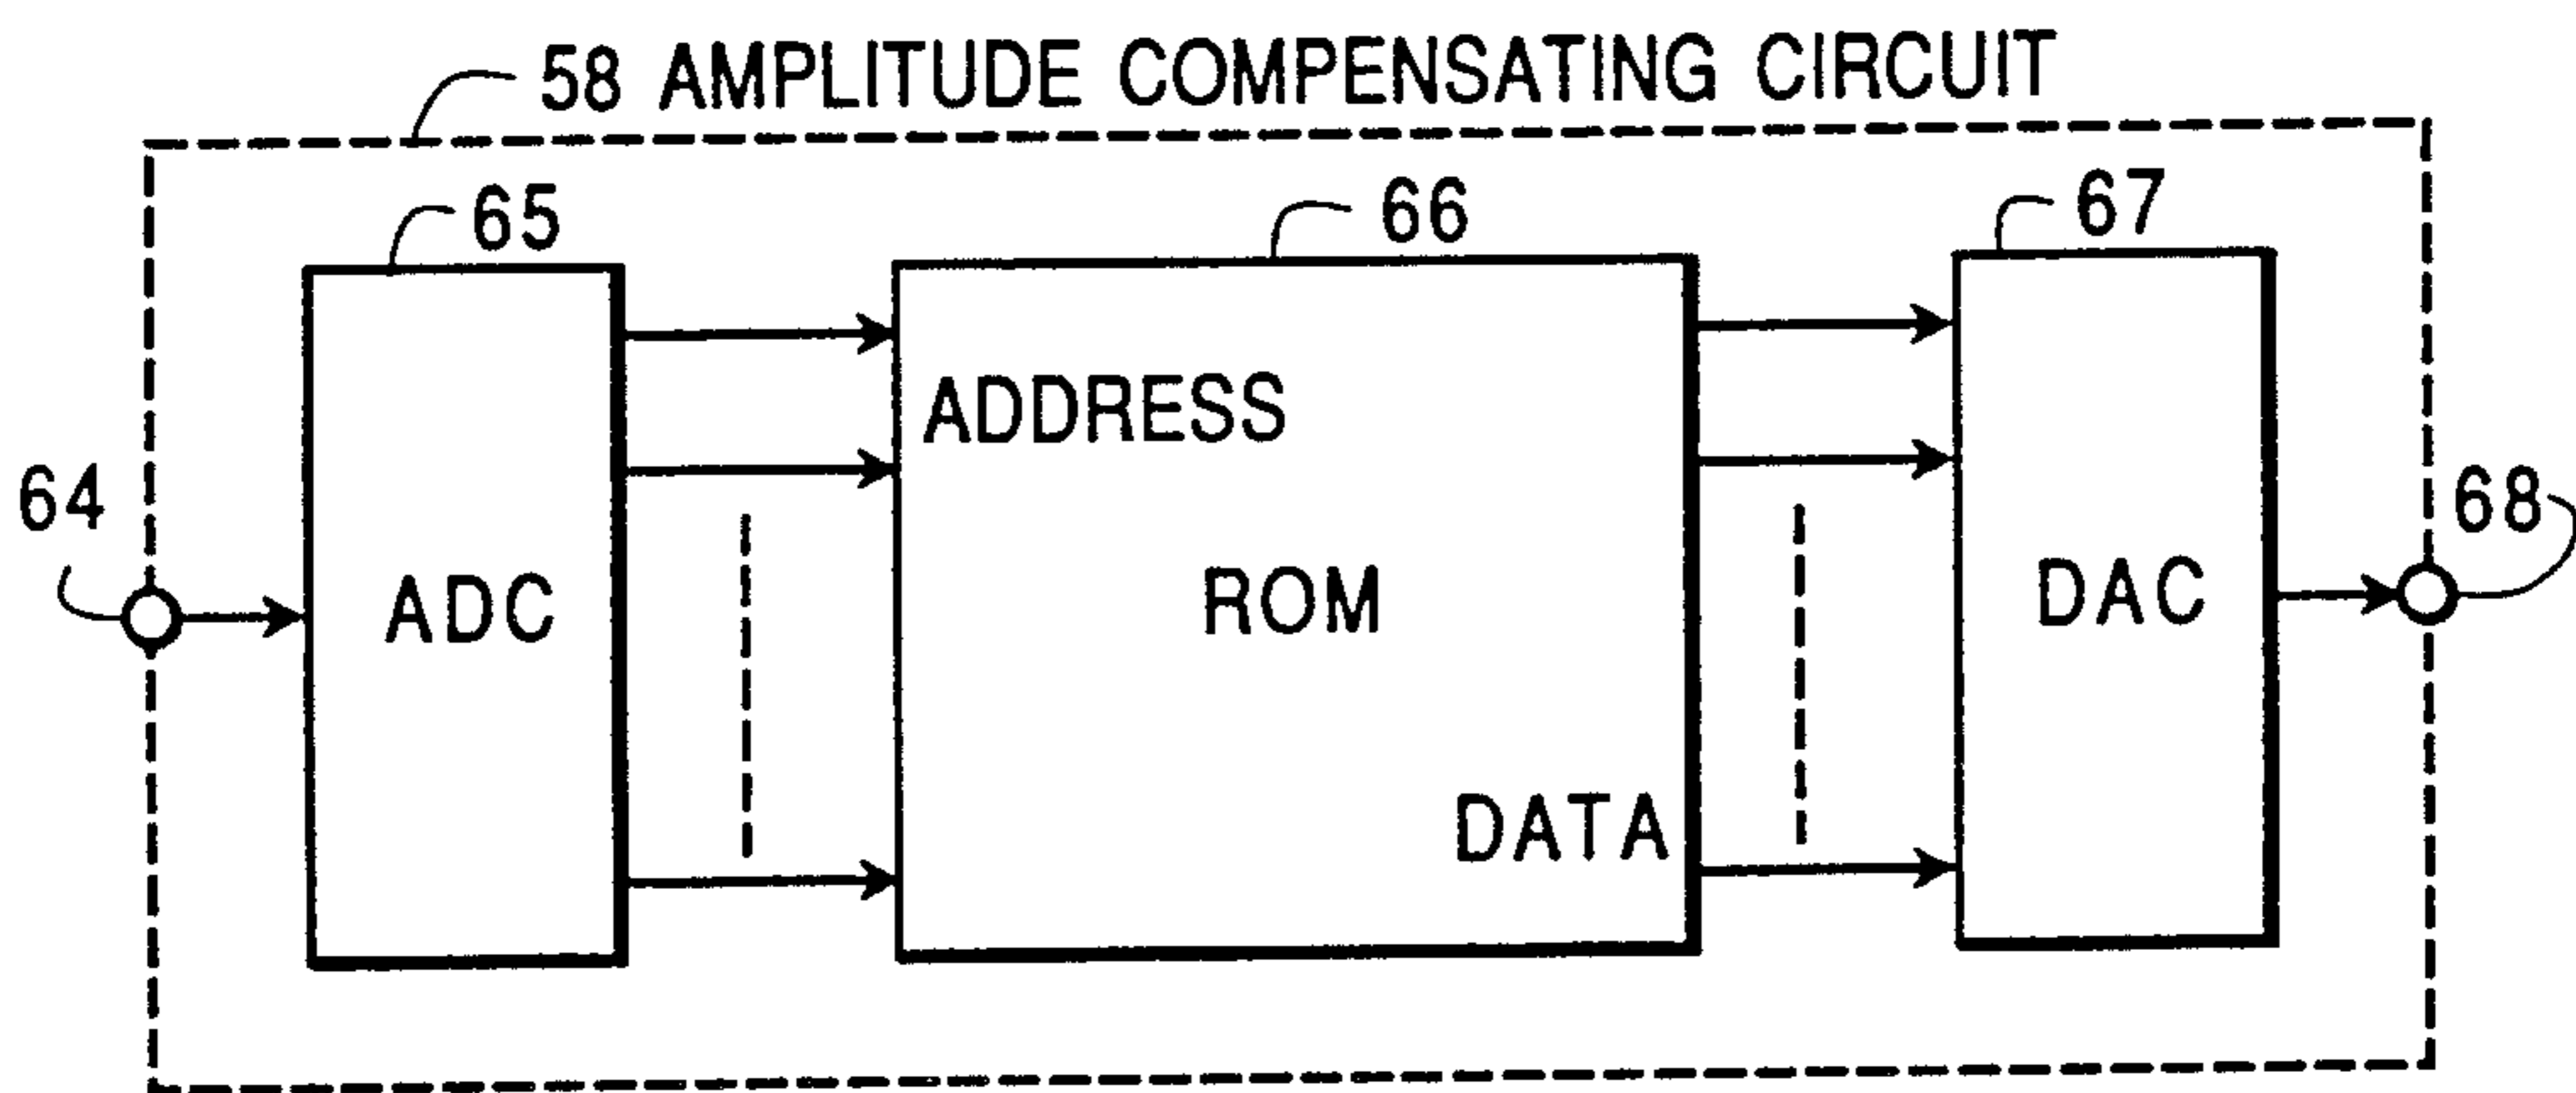 58 AMPLITUDE COMPENSATING CIRCUIT
65
66
67
ADDRESS
64
68
ADC
ROM
DAC
DATA